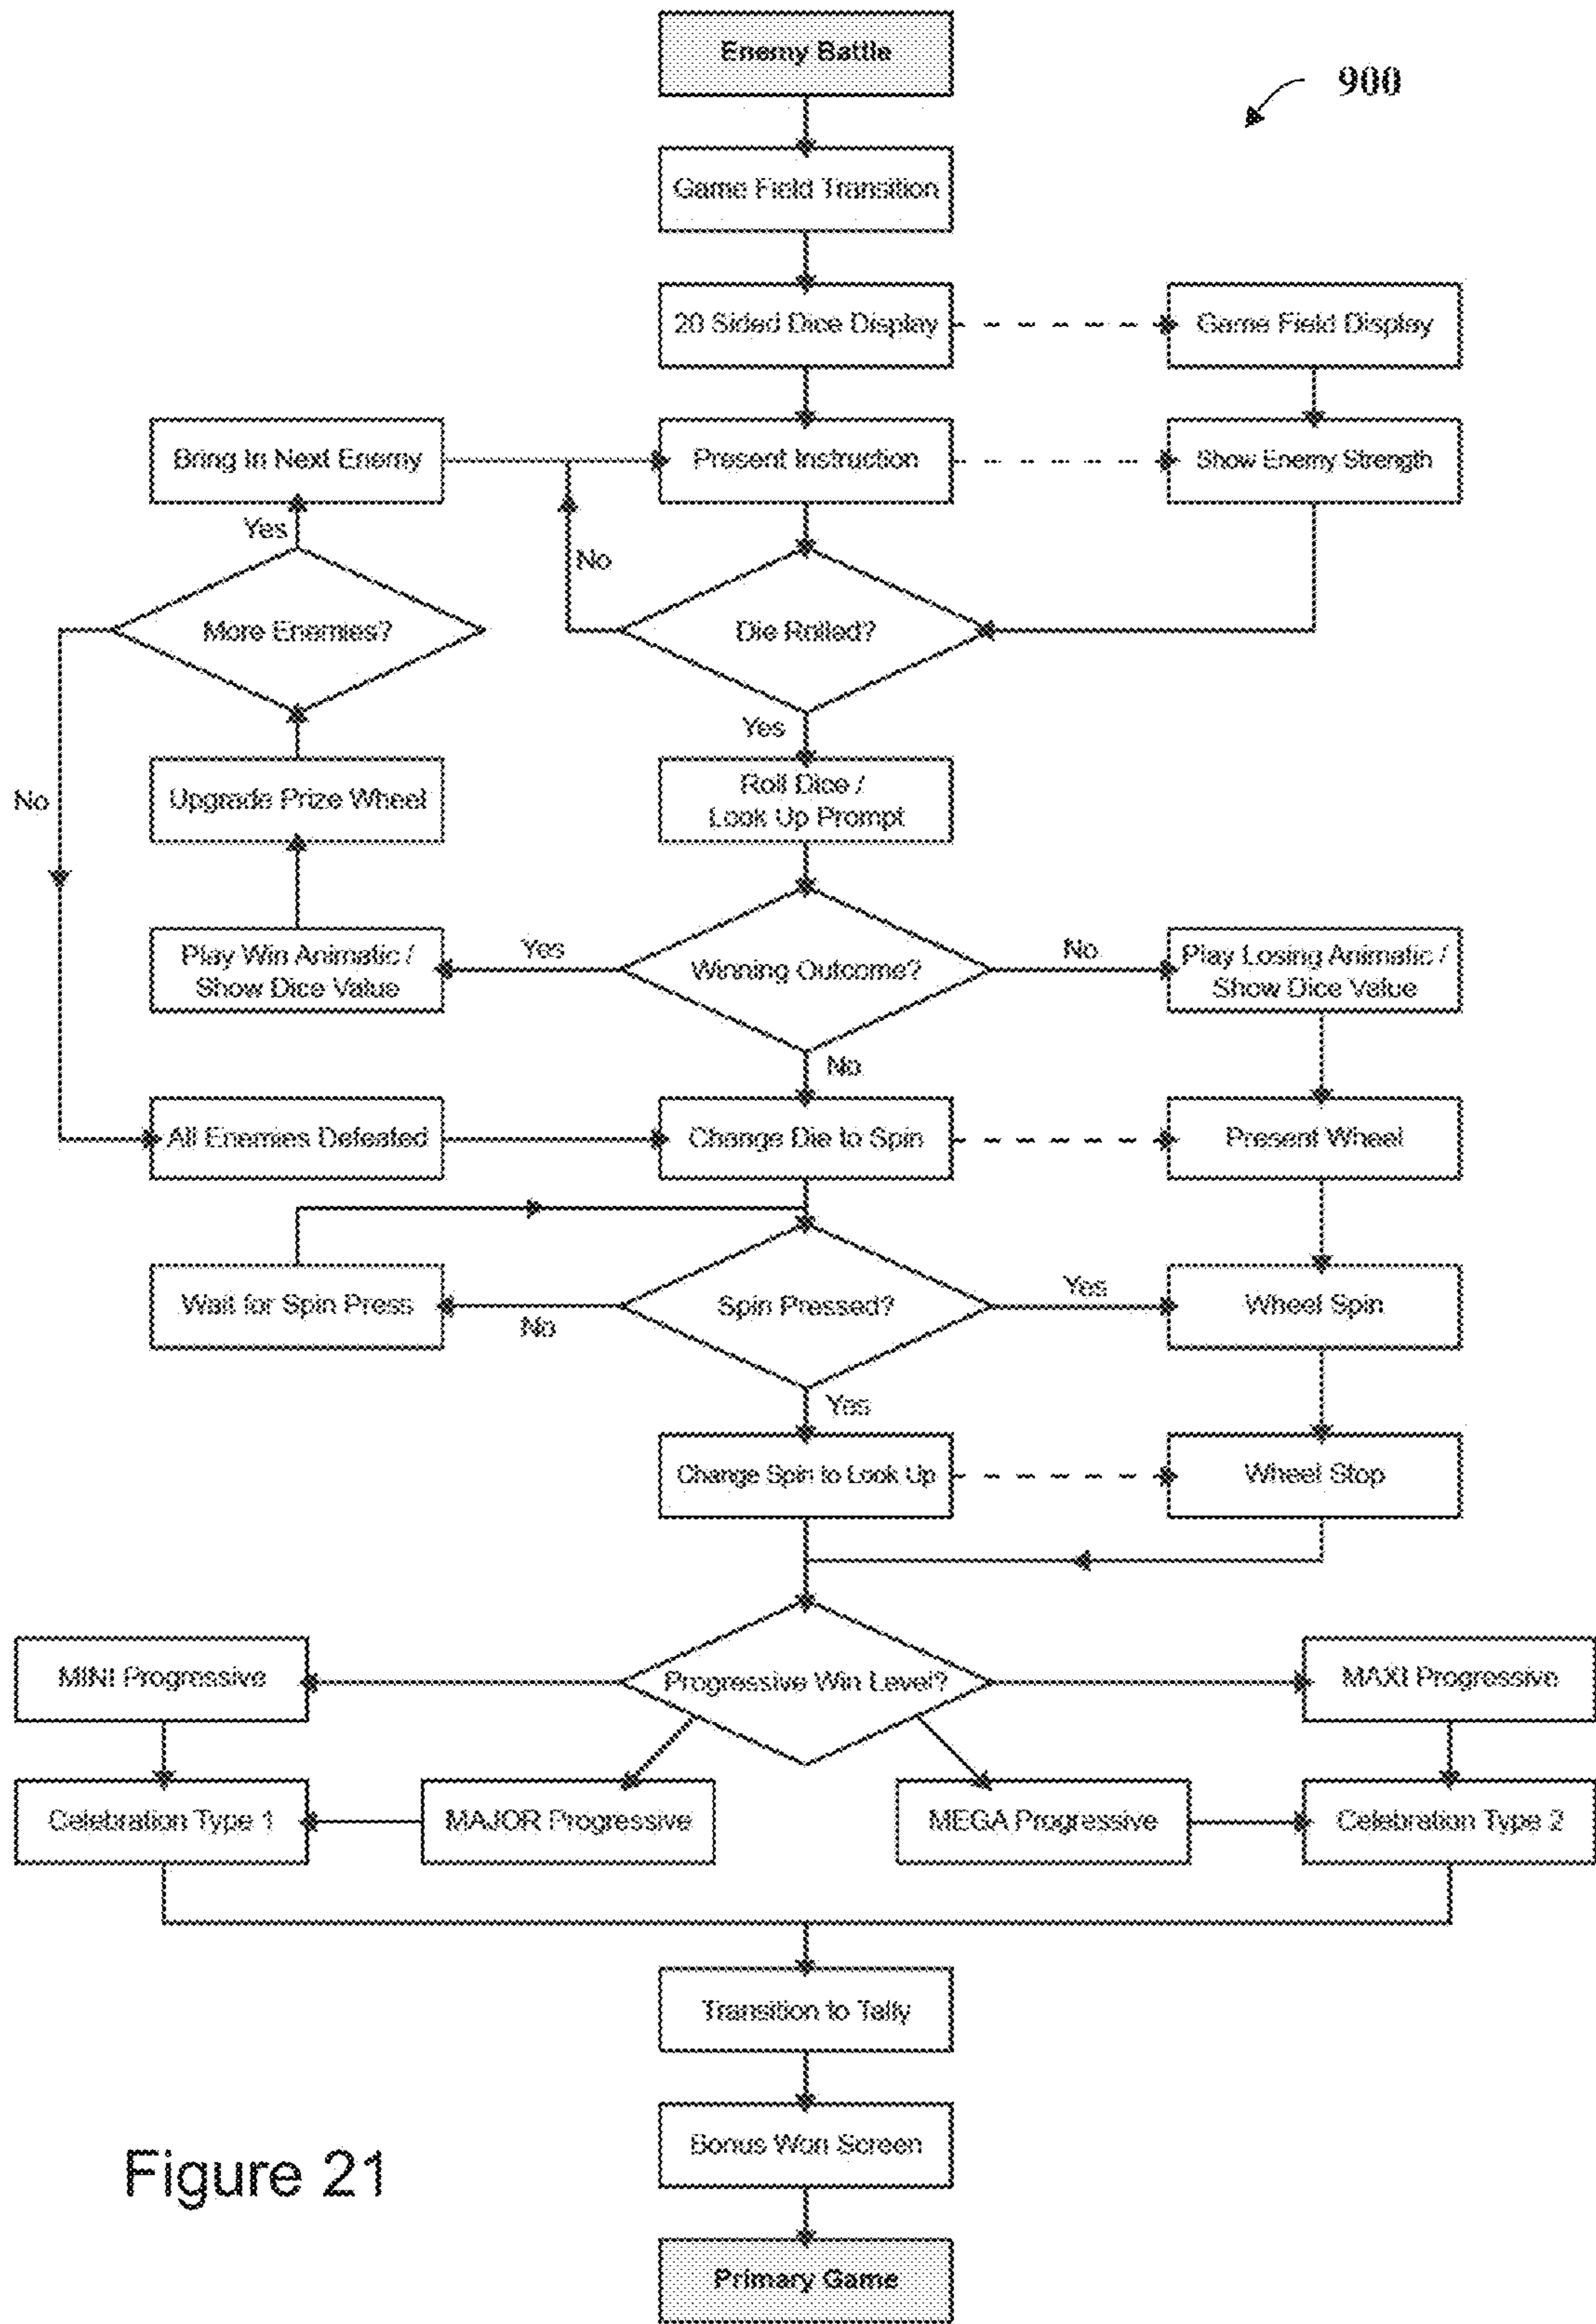 Enemy Battle
900
Game Field Transition
20 Sided Dice Display
Game Field Display
Bring In Next Enemy
Present Instruction
Show Enemy Strength
Yes
No
More Enemies?
Die Rolled?
Yes
No
Upgrade Prize Wheel
Roll Dice /
Look Up Prompt
Play Win Animatic /
Show Dice Value
Yes
Winning Outcome?
No
Play Losing Animatic /
Show Dice Value
No
All Enemies Defeated
Change Die to Spin
Present Wheel
Wait for Spin Press
No
Spin Pressed?
Yes
Wheel Spin
Yes
Change Spin to Look Up
Wheel Stop
MINI Progressive
Progressive Win Level?
MAXI Progressive
Celebration Type 1
MAJOR Progressive
MEGA Progressive
Celebration Type 2
Transition to Tally
Bonus Won Screen
Figure 21
Primary Game